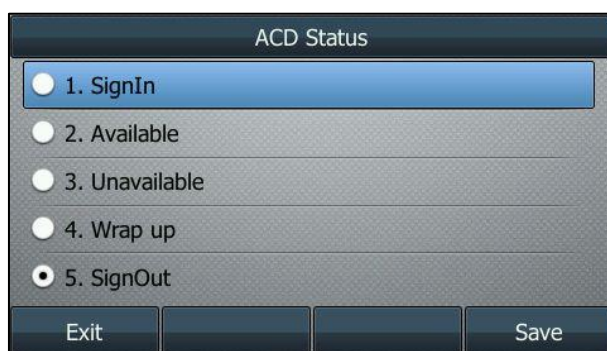 ACD Status
1. SignIn
2. Available
3. Unavailable
4. Wrap up
5. SignOut
Exit Save